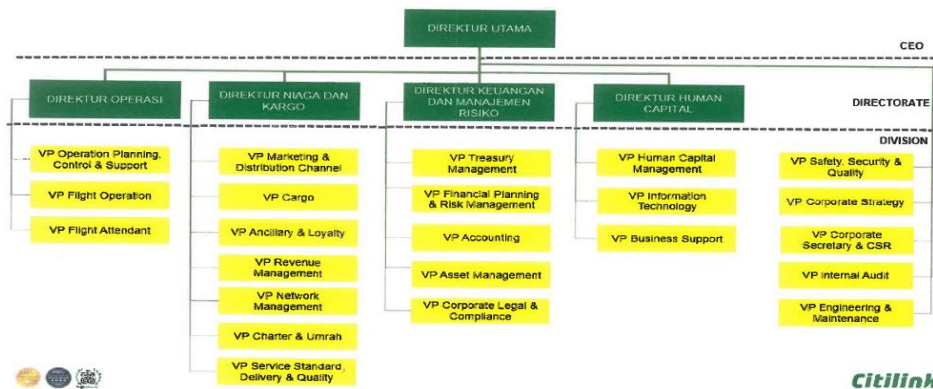 DIREKTUR UTAMA
CEO
DIREKTUR OPERASI
DIREKTUR NIAGA DAN
KARGO
DIREKTUR KEUANGAN
DAN MANAJEMEN
RISIKO
DIREKTUR HUMAN
CAPITAL
DIRECTORATE
DIVISION
VP Operation Planning,
Control & Support
VP Flight Operation
VP Flight Attendant
VP Marketing &
Distribution Channel
VP Cargo
VP Ancillary & Loyalty
VP Revenue
Management
VP Network
Management
VP Charter & Umrah
VP Service Standard,
Delivery & Quality
VP Treasury
Management
VP Financial Planning
& Risk Management
VP Accounting
VP Asset Management
VP Corporate Legal &
Compliance
VP Human Capital
Management
VP Information
Technology
VP Business Support
VP Safety, Security &
Quality
VP Corporate Strategy
VP Corporate
Secretary & CSR
VP Internal Audit
VP Engineering &
Maintenance
Citilink